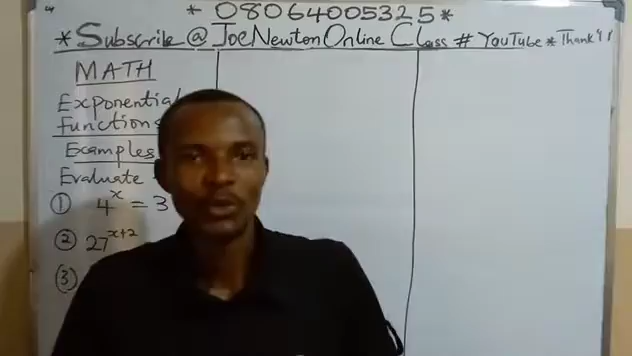 * 08064005325 *
* Subscribe @ JoeNewtonOnline Class # YouTube * Thank U!
MATH
Exponential
functions
Examples
Evaluate
① 4^x = 3
② 27^x+2
③